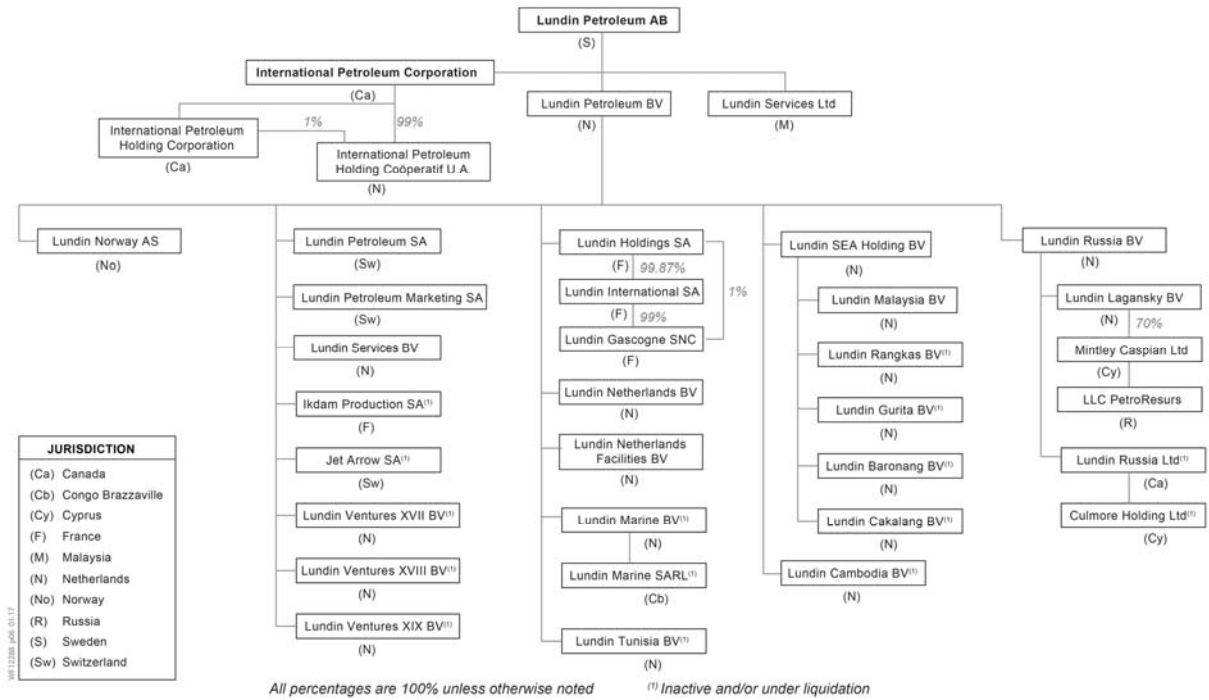 Lundin Petroleum AB
(S)
International Petroleum Corporation
(Ca)
Lundin Petroleum BV
(N)
Lundin Services Ltd
(M)
1%
99%
International Petroleum
Holding Corporation
(Ca)
International Petroleum
Holding Coöperatif U.A.
(N)
Lundin Norway AS
(No)
Lundin Petroleum SA
(Sw)
Lundin Petroleum Marketing SA
(Sw)
Lundin Services BV
(N)
Ikdam Production SA(1)
(F)
Jet Arrow SA(1)
(Sw)
Lundin Ventures XVII BV(1)
(N)
Lundin Ventures XVIII BV(1)
(N)
Lundin Ventures XIX BV(1)
(N)
Lundin Holdings SA
(F) 99.87%
Lundin International SA
1%
(F) 99%
Lundin Gascogne SNC
(F)
Lundin Netherlands BV
(N)
Lundin Netherlands
Facilities BV
(N)
Lundin Marine BV(1)
(N)
Lundin Marine SARL(1)
(Cb)
Lundin Tunisia BV(1)
(N)
Lundin SEA Holding BV
(N)
Lundin Malaysia BV
(N)
Lundin Rangkas BV(1)
(N)
Lundin Gurita BV(1)
(N)
Lundin Baronang BV(1)
(N)
Lundin Cakalang BV(1)
(N)
Lundin Cambodia BV(1)
(N)
Lundin Russia BV
(N)
Lundin Lagansky BV
(N) 70%
Mintley Caspian Ltd
(Cy)
LLC PetroResurs
(R)
Lundin Russia Ltd(1)
(Ca)
Culmore Holding Ltd(1)
(Cy)
JURISDICTION
(Ca) Canada
(Cb) Congo Brazzaville
(Cy) Cyprus
(F) France
(M) Malaysia
(N) Netherlands
(No) Norway
(R) Russia
(S) Sweden
(Sw) Switzerland
WF12288 p06 01.17
All percentages are 100% unless otherwise noted
(1) Inactive and/or under liquidation